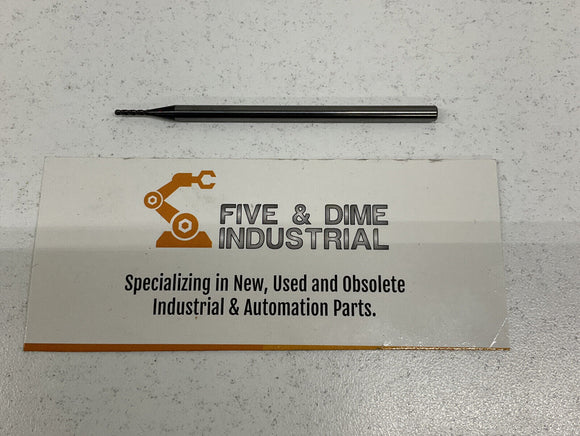 FIVE & DIME
INDUSTRIAL
Specializing in New, Used and Obsolete
Industrial & Automation Parts.